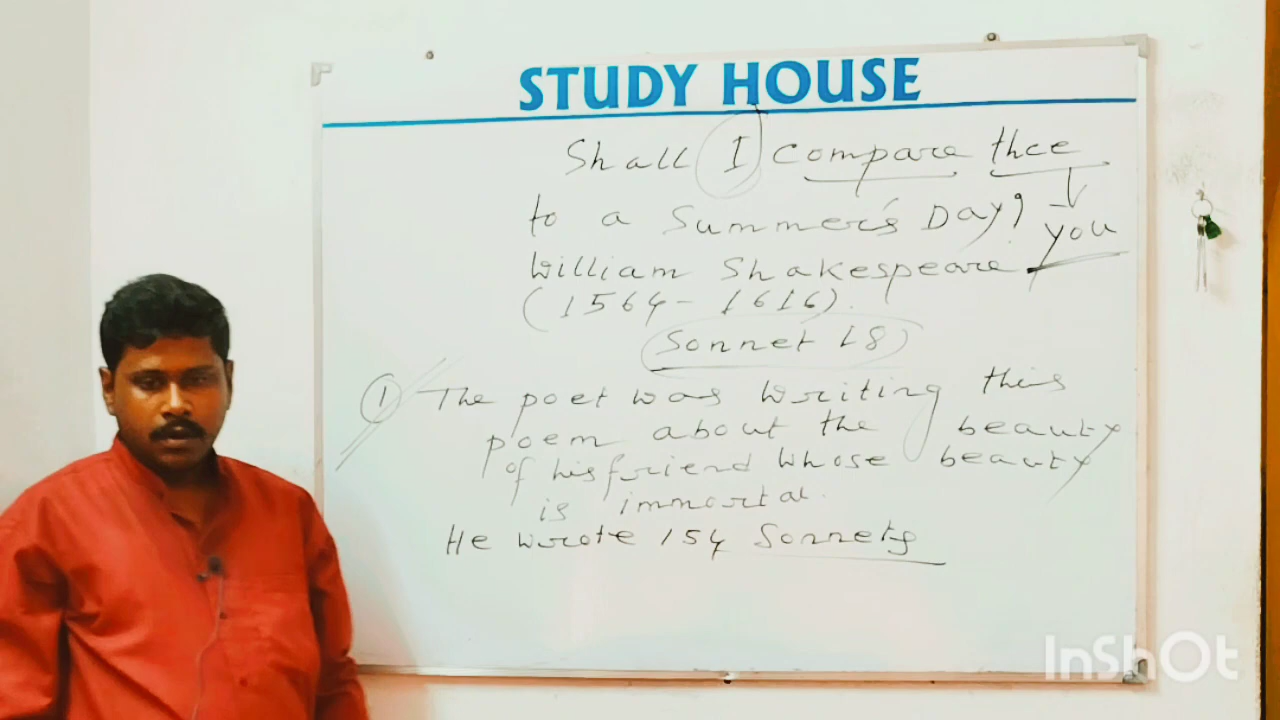 STUDY HOUSE
Shall I compare thee
to a Summer's Day?
you
William Shakespeare
(1564 - 1616).
Sonnet 18
① The poet was writing this
poem about the beauty
of his friend whose beauty
is immortal.
He wrote 154 Sonnets
InShOt